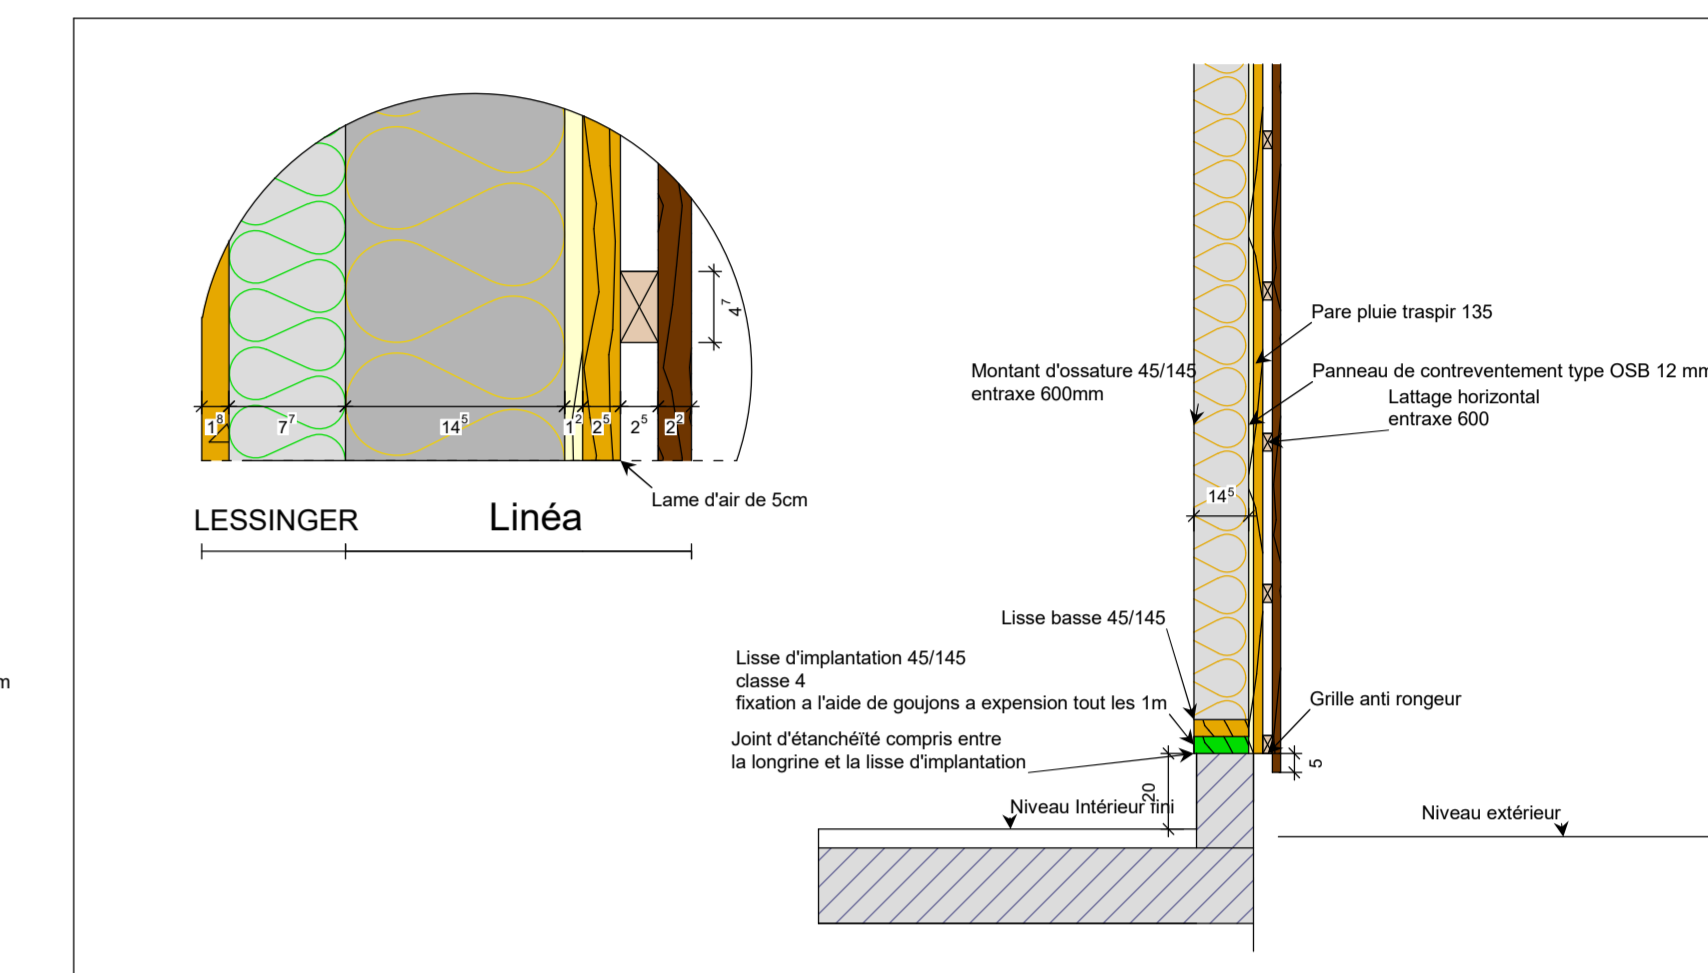 4⁷
1⁸ 7⁷ 14⁵ 1² 2⁵ 2⁵ 2²
Lame d'air de 5cm
LESSINGER
Linéa
m
Pare pluie traspir 135
Montant d'ossature 45/145
entraxe 600mm
Panneau de contreventement type OSB 12 mm
Lattage horizontal
entraxe 600
14⁵
Lisse basse 45/145
Lisse d'implantation 45/145
classe 4
fixation a l'aide de goujons a expension tout les 1m
Joint d'étanchéïté compris entre
la longrine et la lisse d'implantation
Grille anti rongeur
5
20
Niveau Intérieur fini
Niveau extérieur